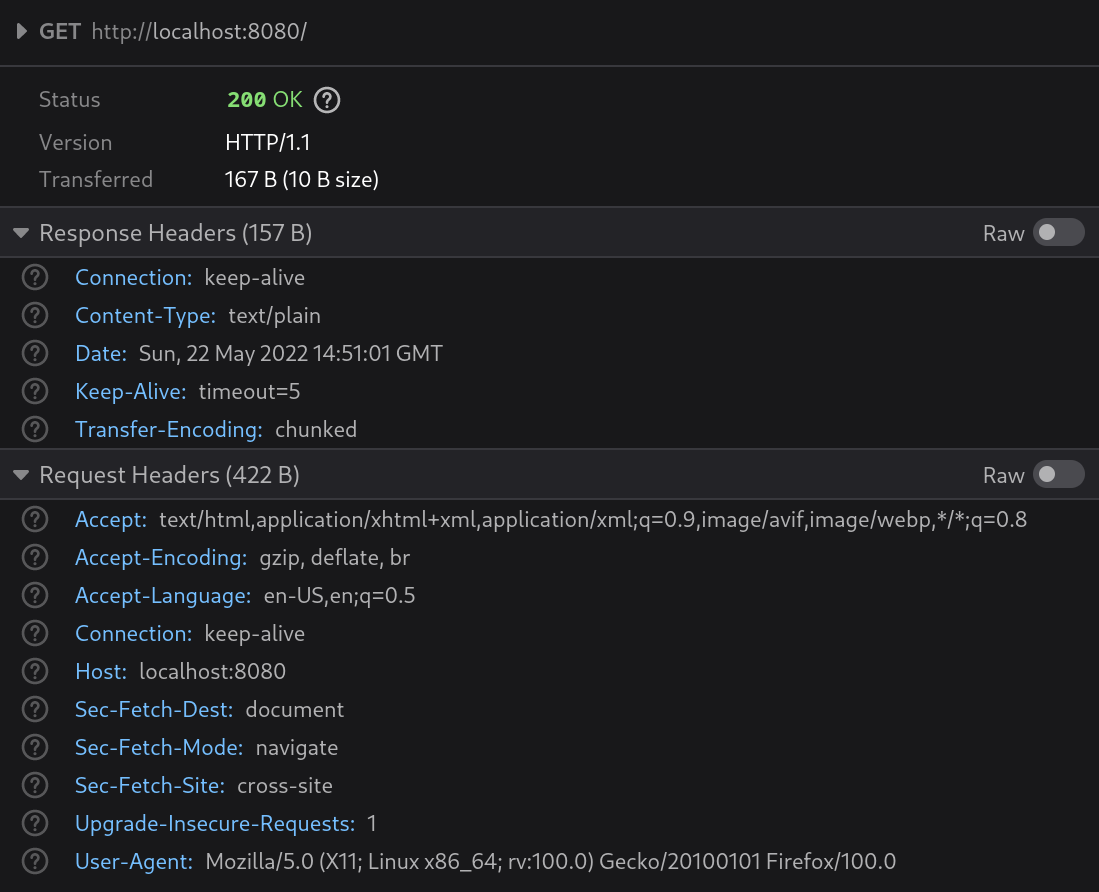 GET http://localhost:8080/
Status 200 OK ?
Version HTTP/1.1
Transferred 167 B (10 B size)
Response Headers (157 B) Raw
? Connection: keep-alive
? Content-Type: text/plain
? Date: Sun, 22 May 2022 14:51:01 GMT
? Keep-Alive: timeout=5
? Transfer-Encoding: chunked
Request Headers (422 B) Raw
? Accept: text/html,application/xhtml+xml,application/xml;q=0.9,image/avif,image/webp,*/*;q=0.8
? Accept-Encoding: gzip, deflate, br
? Accept-Language: en-US,en;q=0.5
? Connection: keep-alive
? Host: localhost:8080
? Sec-Fetch-Dest: document
? Sec-Fetch-Mode: navigate
? Sec-Fetch-Site: cross-site
? Upgrade-Insecure-Requests: 1
? User-Agent: Mozilla/5.0 (X11; Linux x86_64; rv:100.0) Gecko/20100101 Firefox/100.0